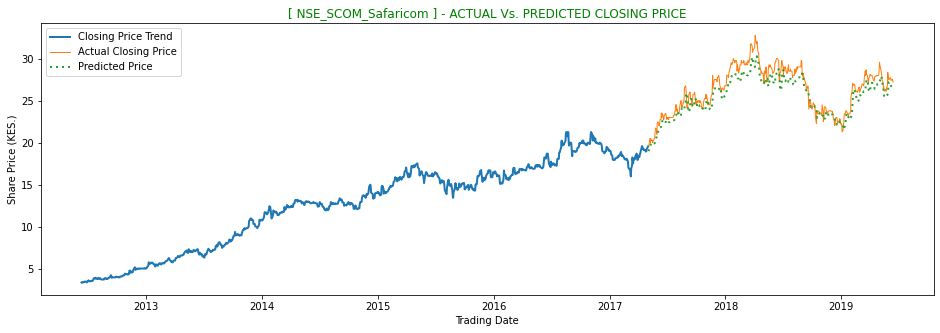 [ NSE_SCOM_Safaricom ] - ACTUAL Vs. PREDICTED CLOSING PRICE
Closing Price Trend
Actual Closing Price
Predicted Price
Share Price (KES.)
30
25
20
15
10
5
2013 2014 2015 2016 2017 2018 2019
Trading Date